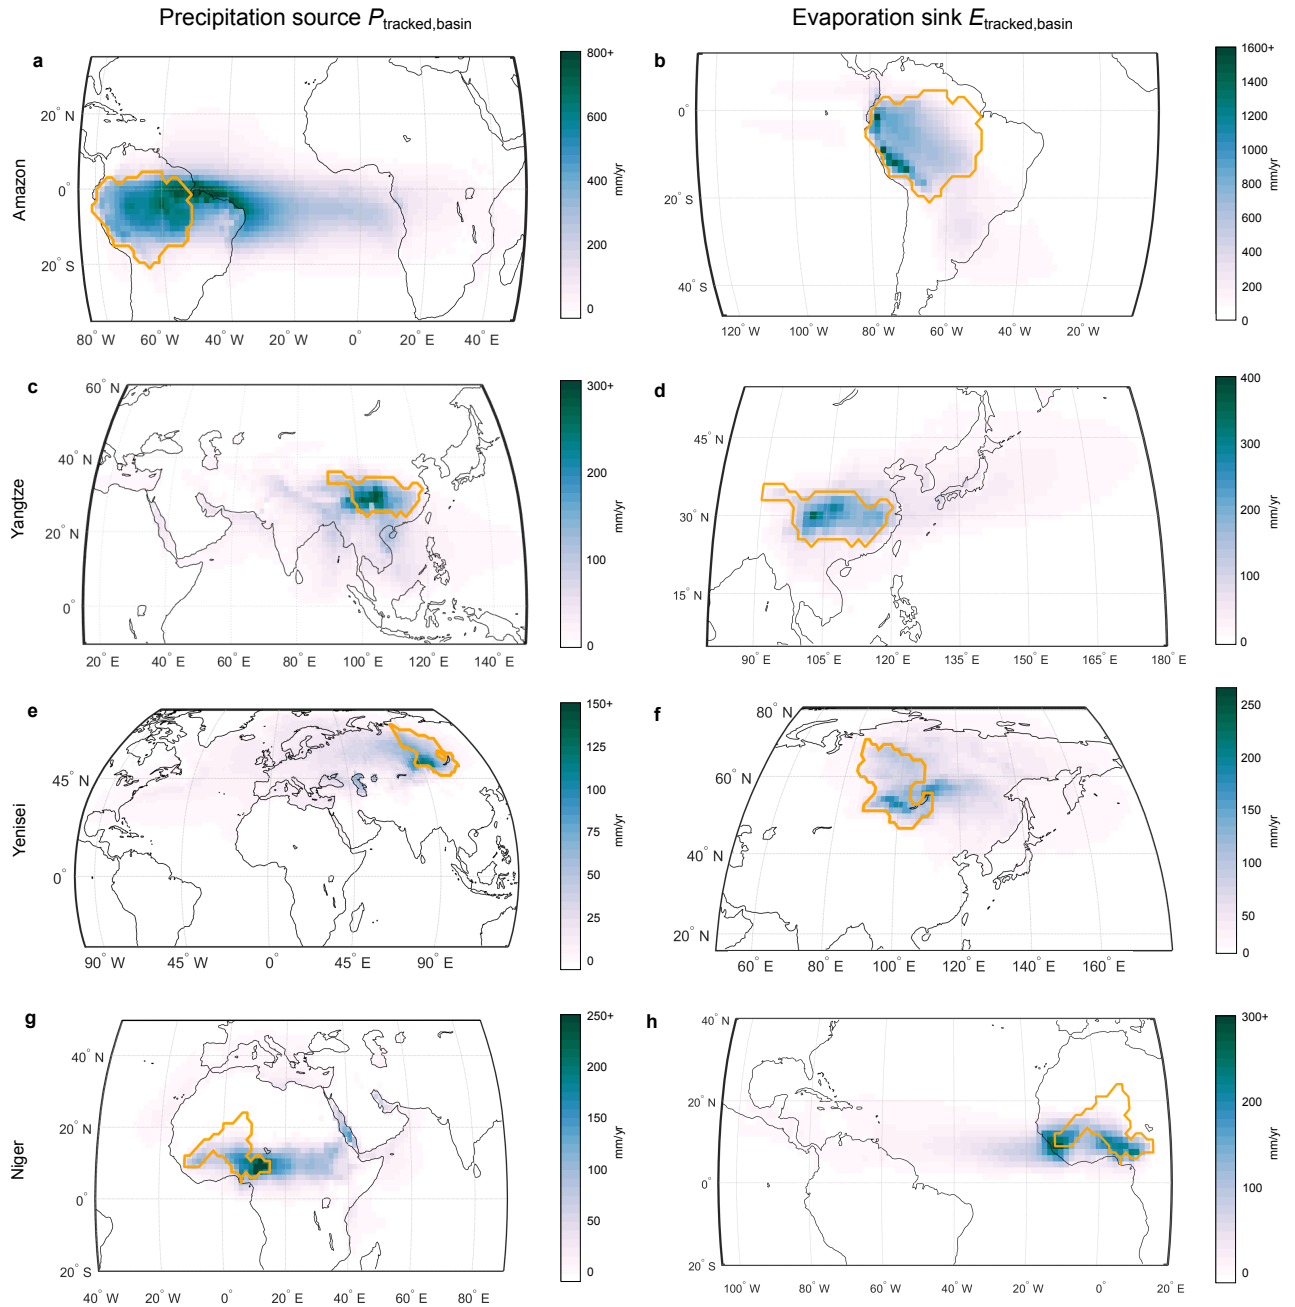 Precipitation source P tracked,basin
Evaporation sink E tracked,basin
a
Amazon
20° N
0°
20° S
80° W 60° W 40° W 20° W 0° 20° E 40° E
800+
600
400
200
0
mm/yr
b
0°
20° S
40° S
120° W 100° W 80° W 60° W 40° W 20° W
1600+
1400
1200
1000
800
600
400
200
0
mm/yr
c
Yangtze
60° N
40° N
20° N
0°
20° E 40° E 60° E 80° E 100° E 120° E 140° E
300+
200
100
0
mm/yr
d
45° N
30° N
15° N
90° E 105° E 120° E 135° E 150° E 165° E 180° E
400
300
200
100
0
mm/yr
e
Yenisei
45° N
0°
90° W 45° W 0° 45° E 90° E
150+
125
100
75
50
25
0
mm/yr
f
80° N
60° N
40° N
20° N
60° E 80° E 100° E 120° E 140° E 160° E
250
200
150
100
50
0
mm/yr
g
Niger
40° N
20° N
0°
20° S
40° W 20° W 0° 20° E 40° E 60° E 80° E
250+
200
150
100
50
0
mm/yr
h
40° N
20° N
0°
20° S
100° W 80° W 60° W 40° W 20° W 0° 20° E
300+
200
100
0
mm/yr